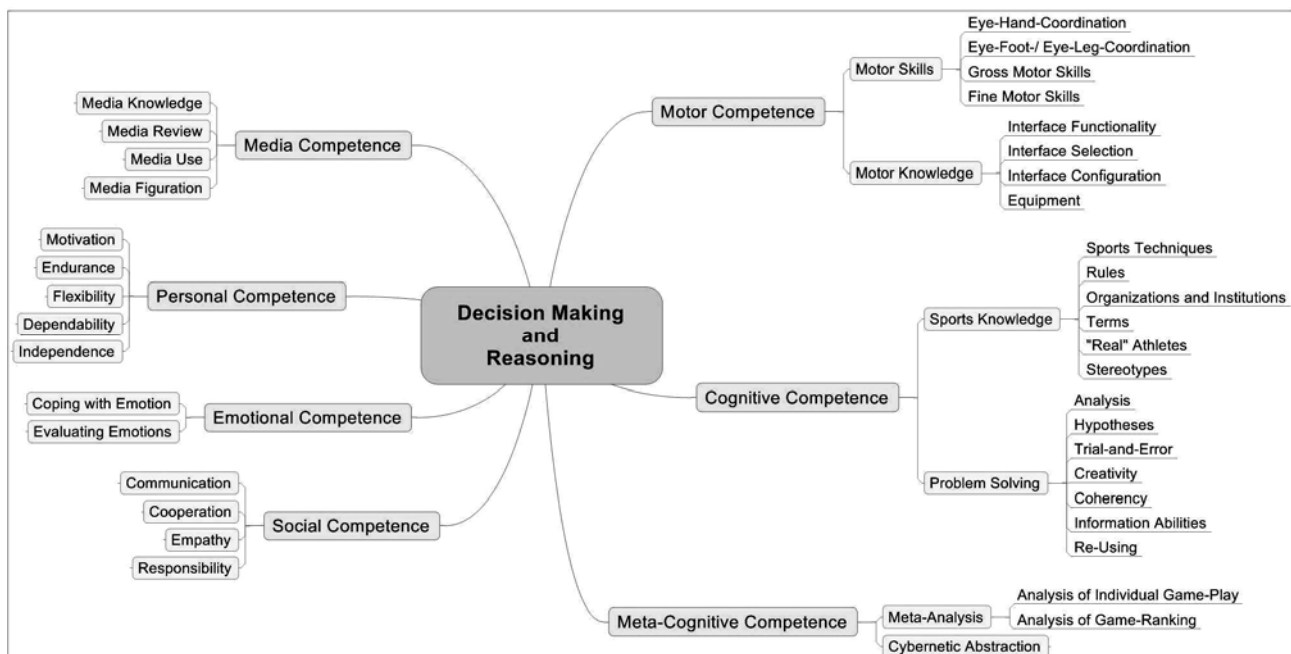 Decision Making
and
Reasoning
Media Competence
Media Knowledge
Media Review
Media Use
Media Figuration
Personal Competence
Motivation
Endurance
Flexibility
Dependability
Independence
Emotional Competence
Coping with Emotion
Evaluating Emotions
Social Competence
Communication
Cooperation
Empathy
Responsibility
Motor Competence
Motor Skills
Eye-Hand-Coordination
Eye-Foot-/ Eye-Leg-Coordination
Gross Motor Skills
Fine Motor Skills
Motor Knowledge
Interface Functionality
Interface Selection
Interface Configuration
Equipment
Cognitive Competence
Sports Knowledge
Sports Techniques
Rules
Organizations and Institutions
Terms
"Real" Athletes
Stereotypes
Problem Solving
Analysis
Hypotheses
Trial-and-Error
Creativity
Coherency
Information Abilities
Re-Using
Meta-Cognitive Competence
Meta-Analysis
Analysis of Individual Game-Play
Analysis of Game-Ranking
Cybernetic Abstraction